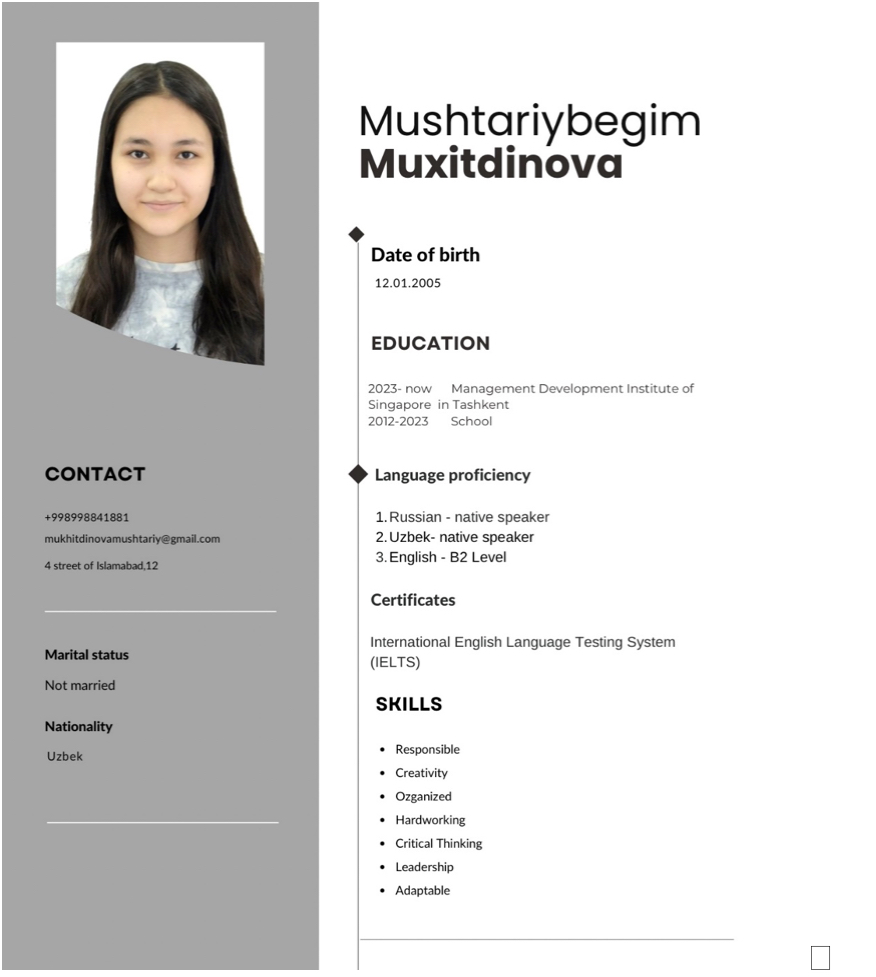 Mushtariybegim
Muxitdinova
Date of birth
12.01.2005
EDUCATION
2023- now Management Development Institute of
Singapore in Tashkent
2012-2023 School
Language proficiency
1. Russian - native speaker
2. Uzbek- native speaker
3. English - B2 Level
Certificates
International English Language Testing System
(IELTS)
SKILLS
• Responsible
• Creativity
• Ozganized
• Hardworking
• Critical Thinking
• Leadership
• Adaptable
CONTACT
+998998841881
mukhitdinovamushtariy@gmail.com
4 street of Islamabad,12
Marital status
Not married
Nationality
Uzbek